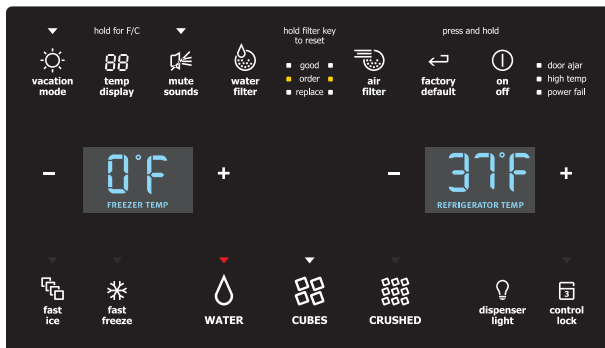 hold for F/C
hold filter key
to reset
press and hold
88
vacation
mode
temp
display
mute
sounds
water
filter
good
order
replace
air
filter
factory
default
on
off
door ajar
high temp
power fail
0°F
FREEZER TEMP
37°F
REFRIGERATOR TEMP
fast
ice
fast
freeze
WATER
CUBES
CRUSHED
dispenser
light
3
control
lock